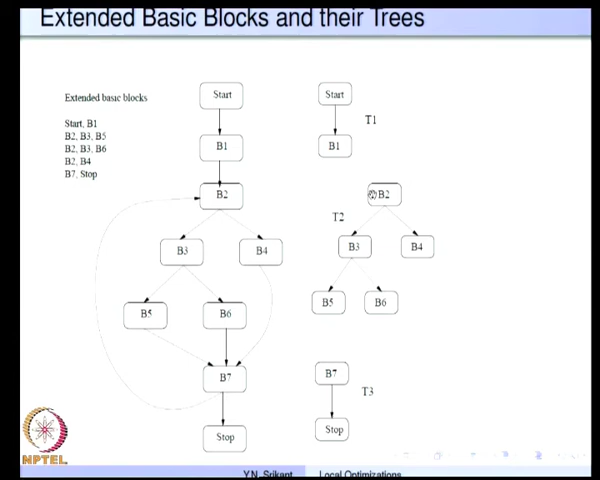 Extended Basic Blocks and their Trees
Extended basic blocks
Start, B1
B2, B3, B5
B2, B3, B6
B2, B4
B7, Stop
Start
B1
B2
B3
B4
B5
B6
B7
Stop
Start
T1
B1
B2
T2
B3
B4
B5
B6
B7
T3
Stop
NPTEL
Y.N. Srikant
Local Optimizations